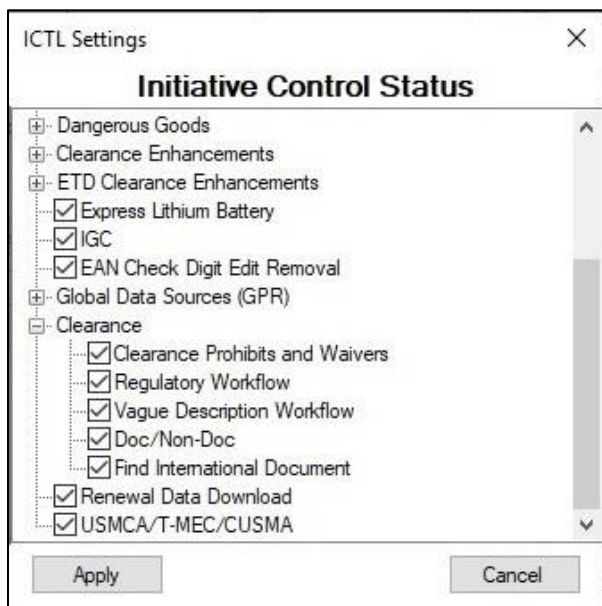 ICTL Settings
Initiative Control Status
Dangerous Goods
Clearance Enhancements
ETD Clearance Enhancements
Express Lithium Battery
IGC
EAN Check Digit Edit Removal
Global Data Sources (GPR)
Clearance
Clearance Prohibits and Waivers
Regulatory Workflow
Vague Description Workflow
Doc/Non-Doc
Find International Document
Renewal Data Download
USMCA/T-MEC/CUSMA
Apply Cancel